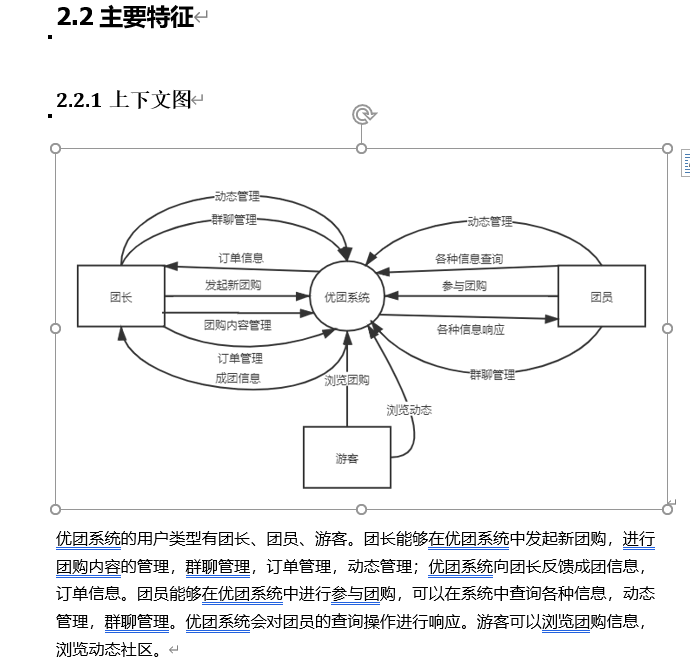 2.2 主要特征
2.2.1 上下文图
动态管理
群聊管理
动态管理
订单信息
各种信息查询
发起新团购
参与团购
团长
优团系统
团员
团购内容管理
各种信息响应
订单管理
成团信息
浏览团购
群聊管理
浏览动态
游客
优团系统的用户类型有团长、团员、游客。团长能够在优团系统中发起新团购，进行
团购内容的管理，群聊管理，订单管理，动态管理；优团系统向团长反馈成团信息，
订单信息。团员能够在优团系统中进行参与团购，可以在系统中查询各种信息，动态
管理，群聊管理。优团系统会对团员的查询操作进行响应。游客可以浏览团购信息，
浏览动态社区。